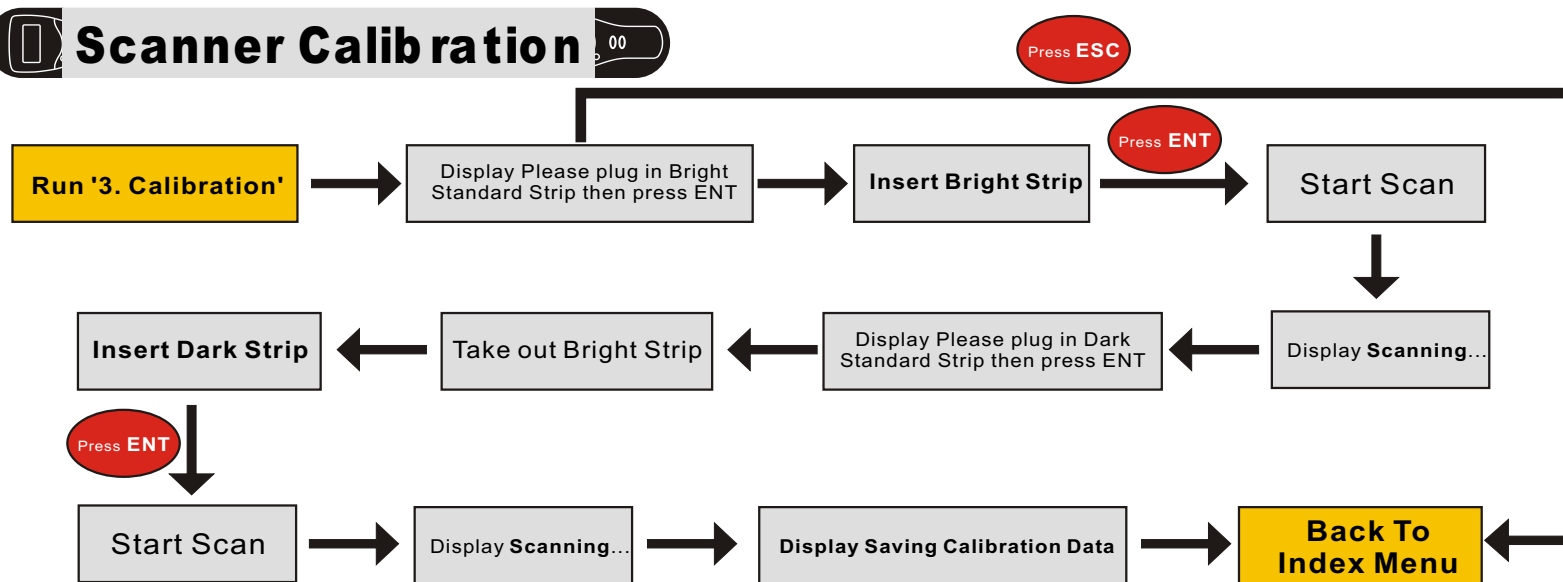 Scanner Calibration
00
Press ESC
Run '3. Calibration'
Display Please plug in Bright
Standard Strip then press ENT
Insert Bright Strip
Press ENT
Start Scan
Insert Dark Strip
Take out Bright Strip
Display Please plug in Dark
Standard Strip then press ENT
Display Scanning...
Press ENT
Start Scan
Display Scanning...
Display Saving Calibration Data
Back To
Index Menu